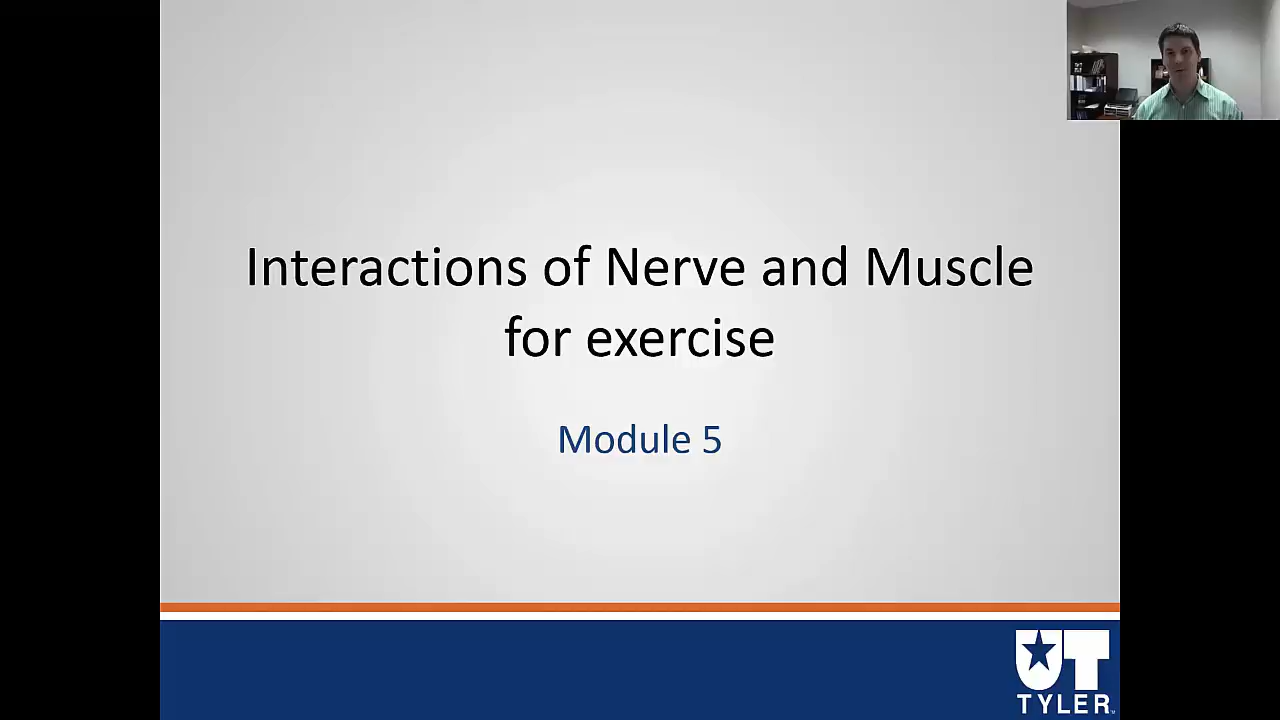 Interactions of Nerve and Muscle
for exercise
Module 5
UT
TYLER